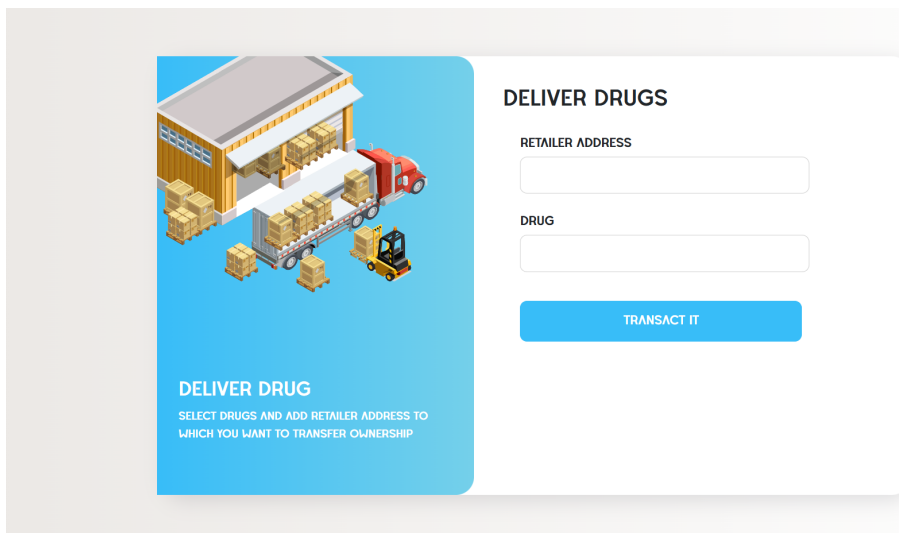 DELIVER DRUGS
RETAILER ADDRESS
DRUG
TRANSACT IT
DELIVER DRUG
SELECT DRUGS AND ADD RETAILER ADDRESS TO
WHICH YOU WANT TO TRANSFER OWNERSHIP